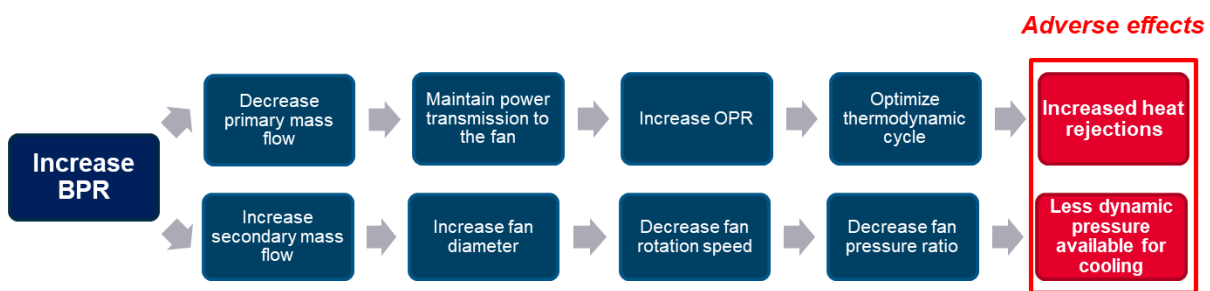 Adverse effects
Increase
BPR
Decrease
primary mass
flow
Maintain power
transmission to
the fan
Increase OPR
Optimize
thermodynamic
cycle
Increased heat
rejections
Increase
secondary mass
flow
Increase fan
diameter
Decrease fan
rotation speed
Decrease fan
pressure ratio
Less dynamic
pressure
available for
cooling